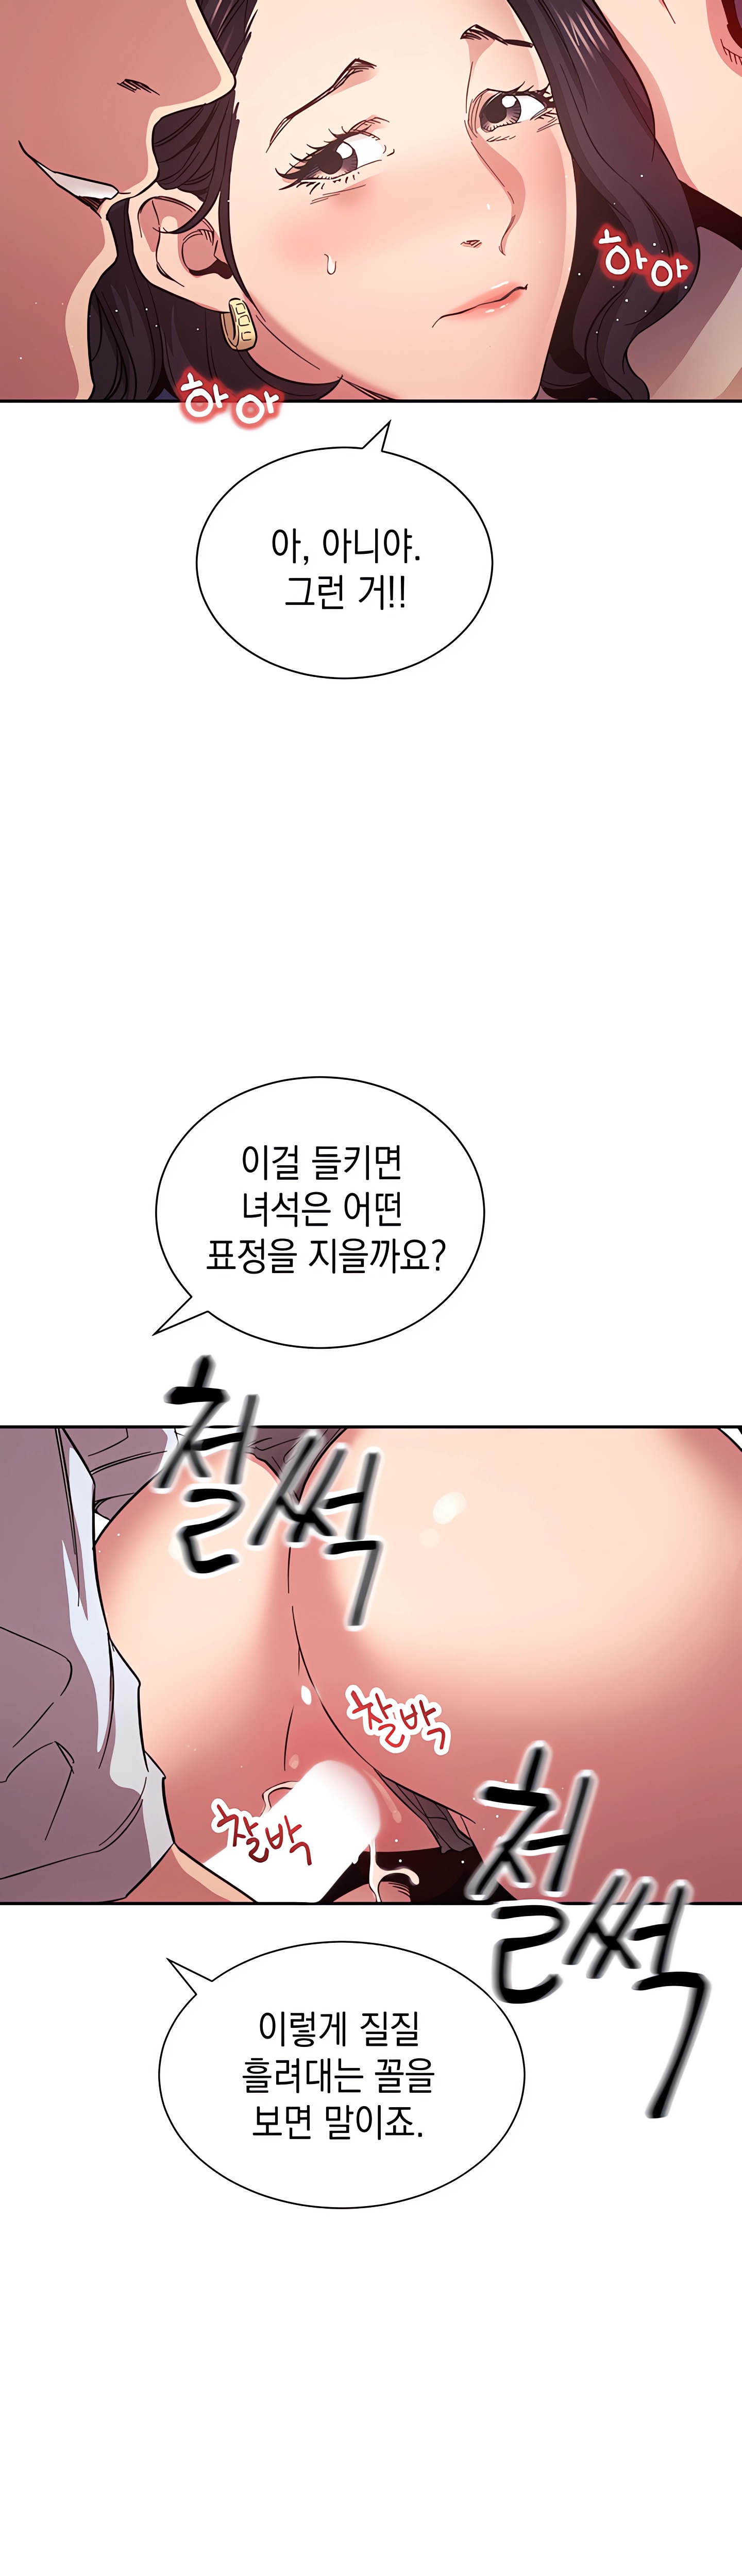 하아
하아
아, 아니야.
그런 거!!
이걸 들키면
녀석은 어떤
표정을 지을까요?
철썩
찰박
찰박
철썩
이렇게 질질
흘려대는 꼴을
보면 말이죠.